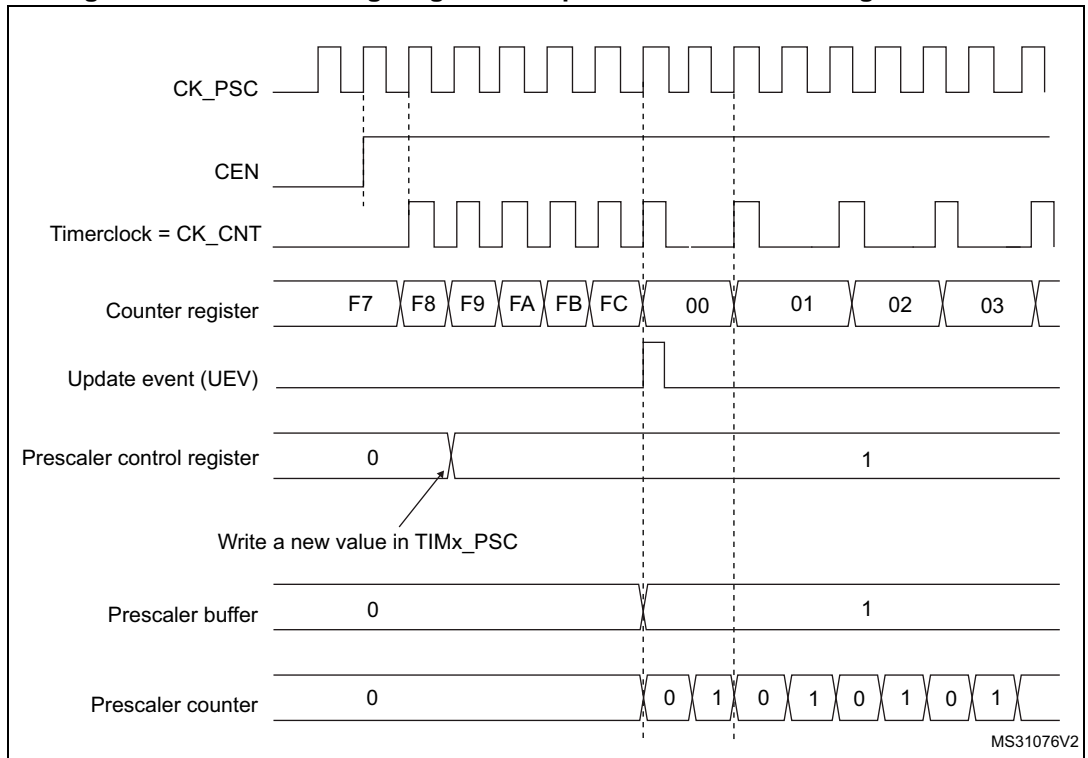 CK_PSC
CEN
Timerclock = CK_CNT
Counter register F7 F8 F9 FA FB FC 00 01 02 03
Update event (UEV)
Prescaler control register 0 1
Write a new value in TIMx_PSC
Prescaler buffer 0 1
Prescaler counter 0 0 1 0 1 0 1 0 1
MS31076V2